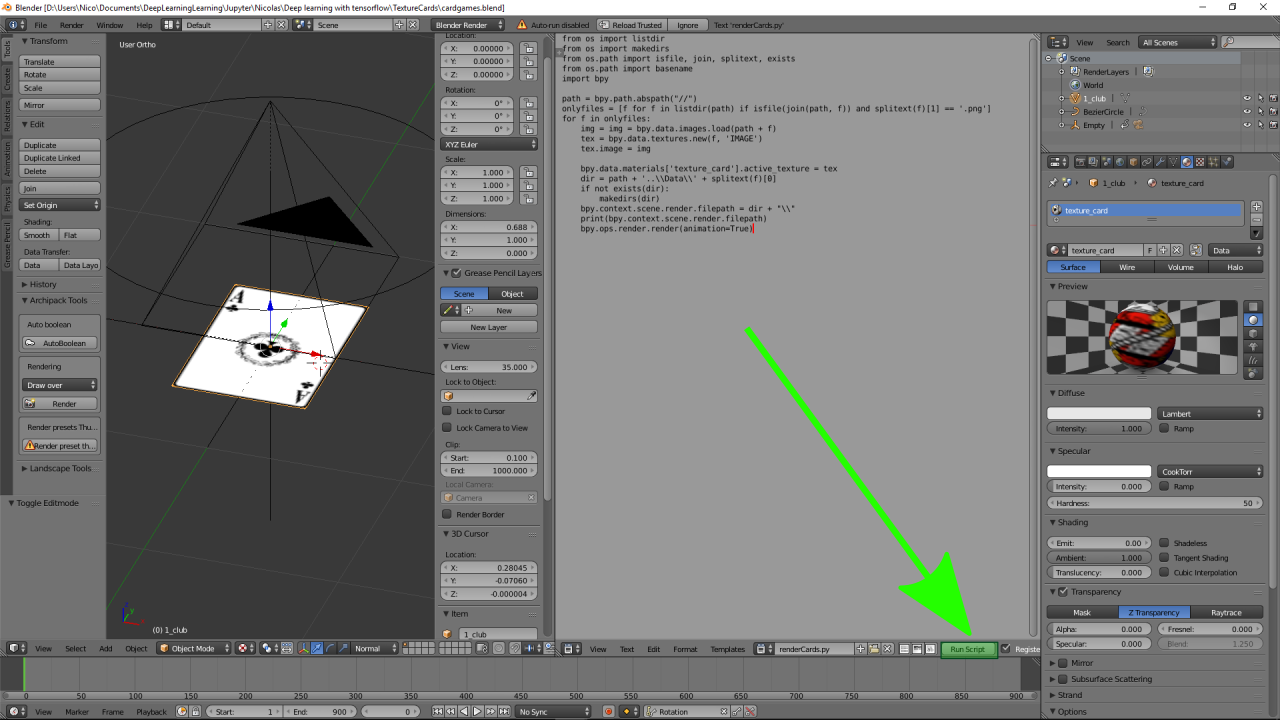 Blender [D:\Users\Nico\Documents\DeepLearningLearning\Jupyter\Nicolas\Deep learning with tensorflow\TextureCards\cardgames.blend]
File Render Window Help Default Scene Blender Render Auto-run disabled Reload Trusted Reload Ignore Text 'renderCards.py'
Tools
Create
Relations
Animation
Physics
Grease Pencil
Transform
Translate
Rotate
Scale
Mirror
Edit
Duplicate
Duplicate Linked
Delete
Join
Set Origin
Shading:
Smooth Flat
Data Transfer:
Data Data Layo
History
Archipack Tools
Auto boolean
AutoBoolean
Rendering
Draw over
Render
Render presets Thu...
Render preset th...
Landscape Tools
Toggle Editmode
User Ortho
A
A
(0) 1_club
Location:
X: 0.00000
Y: 0.00000
Z: 0.00000
Rotation:
X: 0°
Y: 0°
Z: 0°
XYZ Euler
Scale:
X: 1.000
Y: 1.000
Z: 1.000
Dimensions:
X: 0.688
Y: 1.000
Z: 0.000
Grease Pencil Layers
Scene Object
New
New Layer
View
Lens: 35.000
Lock to Object:
Lock to Cursor
Lock Camera to View
Clip:
Start: 0.100
End: 1000.000
Local Camera:
Camera
Render Border
3D Cursor
Location:
X: 0.28045
Y: -0.07060
Z: -0.000004
Item
1_club
from os import listdir
from os import makedirs
from os.path import isfile, join, splitext, exists
from os.path import basename
import bpy
path = bpy.path.abspath("//")
onlyfiles = [f for f in listdir(path) if isfile(join(path, f)) and splitext(f)[1] == '.png']
for f in onlyfiles:
img = img = bpy.data.images.load(path + f)
tex = bpy.data.textures.new(f, 'IMAGE')
tex.image = img
bpy.data.materials['texture_card'].active_texture = tex
dir = path + '..\\Data\\' + splitext(f)[0]
if not exists(dir):
makedirs(dir)
bpy.context.scene.render.filepath = dir + "\\"
print(bpy.context.scene.render.filepath)
bpy.ops.render.render(animation=True)
View Search All Scenes
Scene
RenderLayers
World
1_club
BezierCircle
Empty
1_club texture_card
texture_card
texture_card F Data
Surface Wire Volume Halo
Preview
Diffuse
Lambert
Intensity: 1.000 Ramp
Specular
CookTorr
Intensity: 0.000 Ramp
Hardness: 50
Shading
Emit: 0.00 Shadeless
Ambient: 1.000 Tangent Shading
Translucency: 0.000 Cubic Interpolation
Transparency
Mask Z Transparency Raytrace
Alpha: 0.000 Fresnel: 0.000
Specular: 0.000 Blend: 1.250
Mirror
Subsurface Scattering
Strand
Options
View Select Add Object Object Mode Normal
View Text Edit Format Templates renderCards.py Run Script Register
0 50 100 150 200 250 300 350 400 450 500 550 600 650 700 750 800 850 900
View Marker Frame Playback Start: 1 End: 900 0 No Sync Rotation